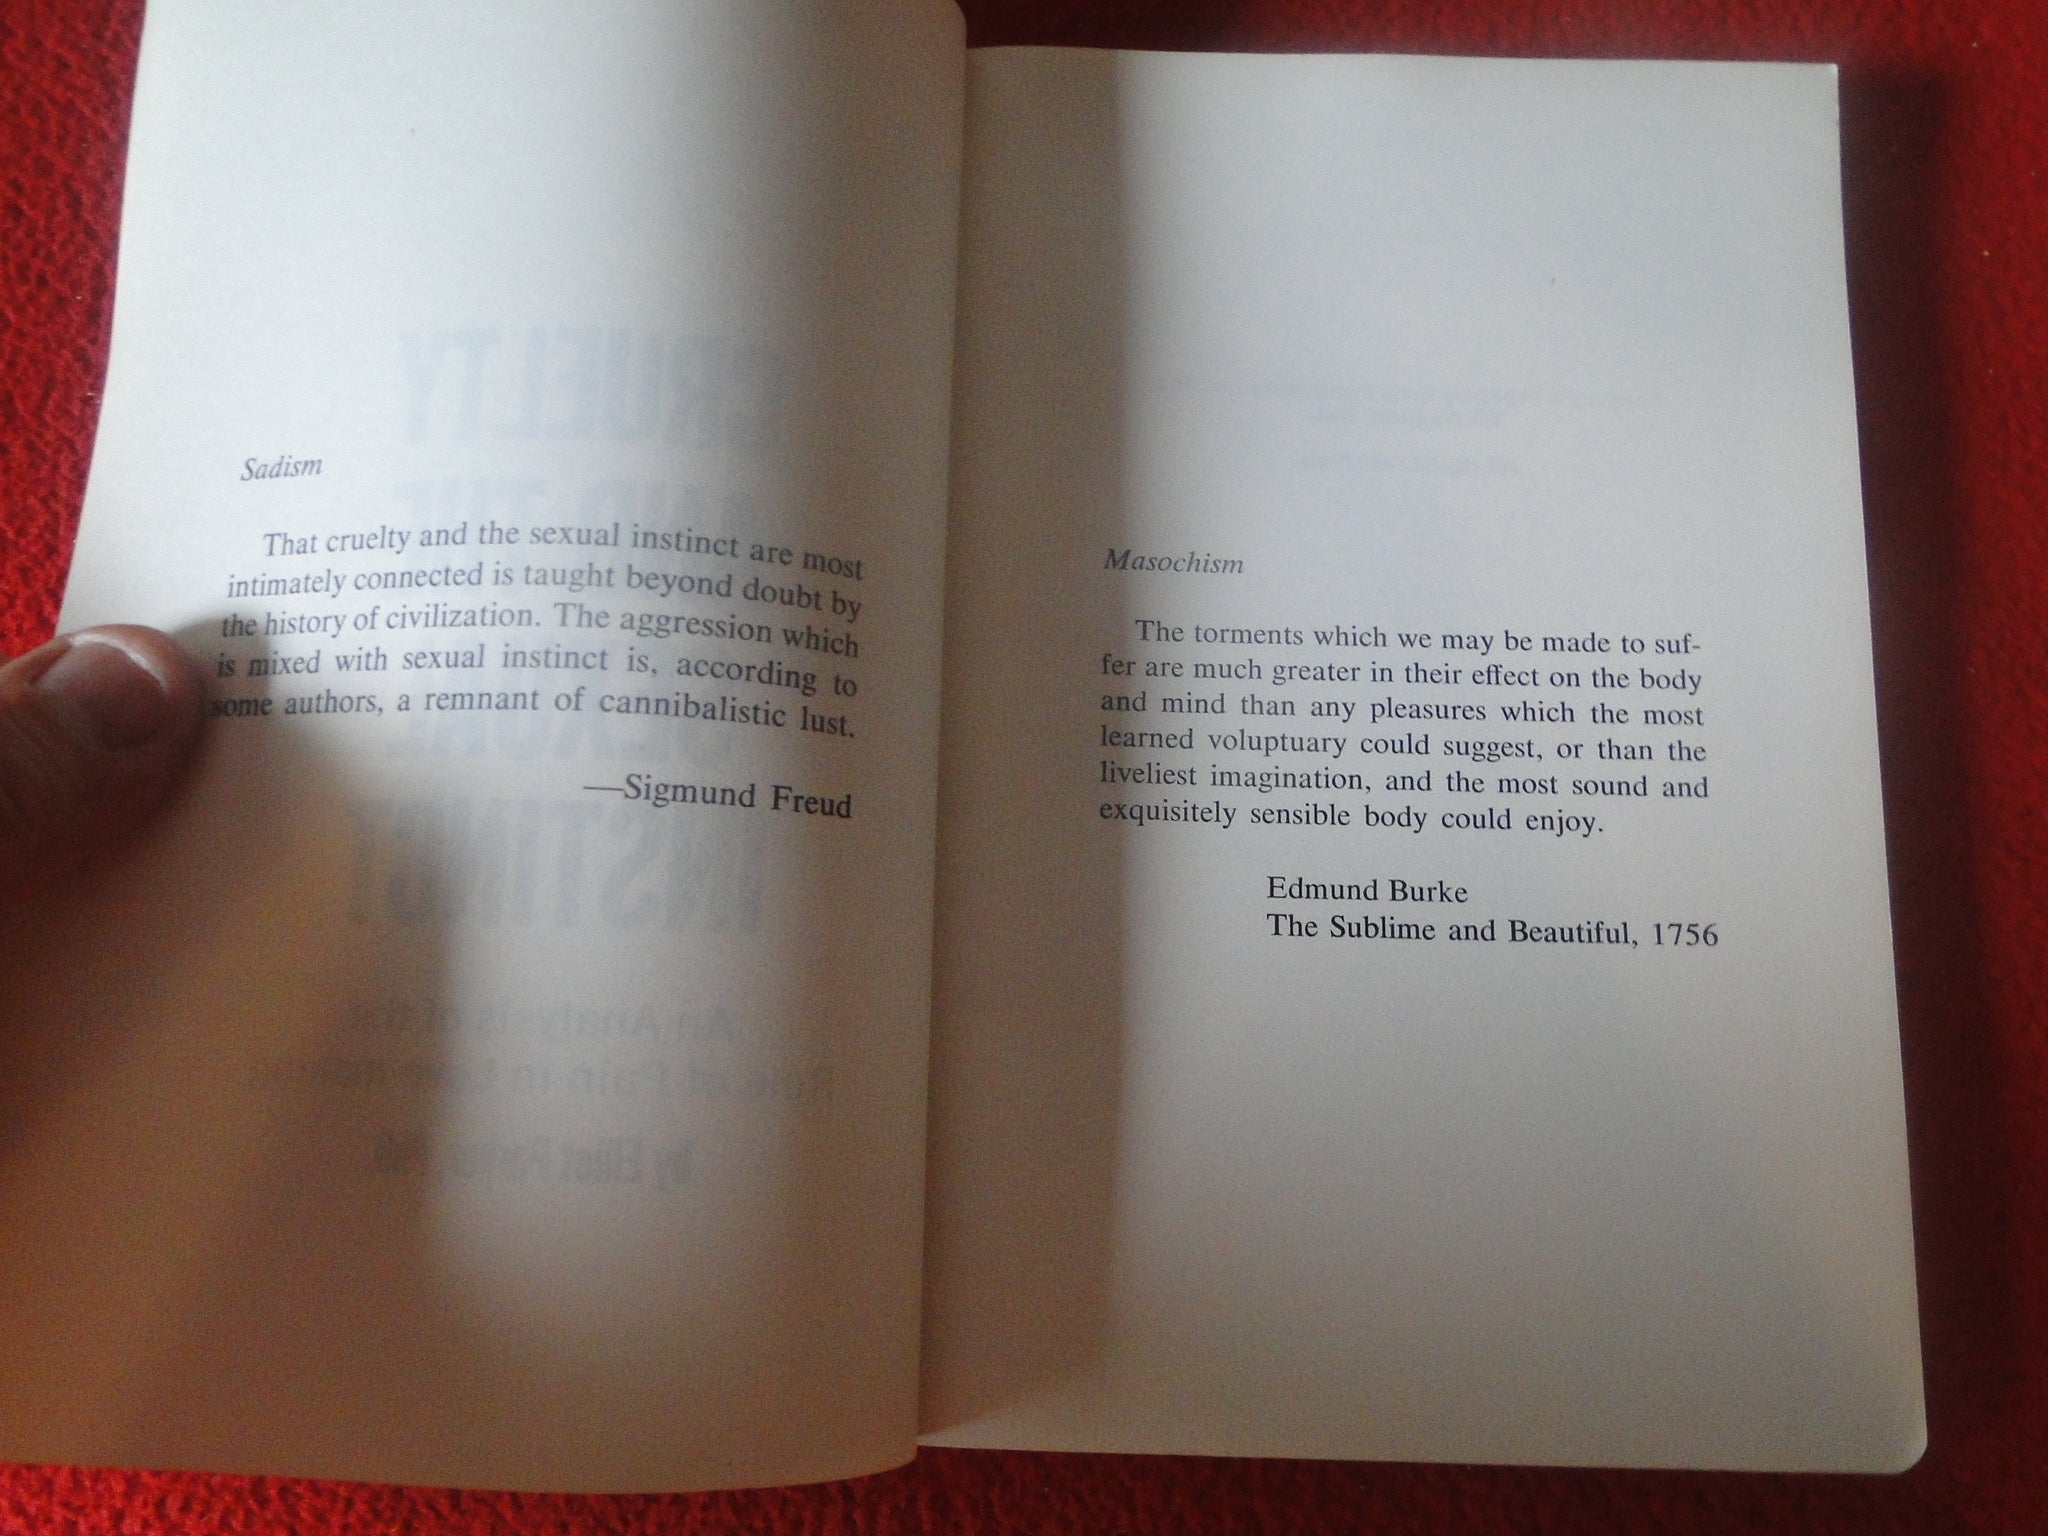 Sadism
That cruelty and the sexual instinct are most
intimately connected is taught beyond doubt by
the history of civilization. The aggression which
is mixed with sexual instinct is, according to
some authors, a remnant of cannibalistic lust.
—Sigmund Freud
Masochism
The torments which we may be made to suf-
fer are much greater in their effect on the body
and mind than any pleasures which the most
learned voluptuary could suggest, or than the
liveliest imagination, and the most sound and
exquisitely sensible body could enjoy.
Edmund Burke
The Sublime and Beautiful, 1756